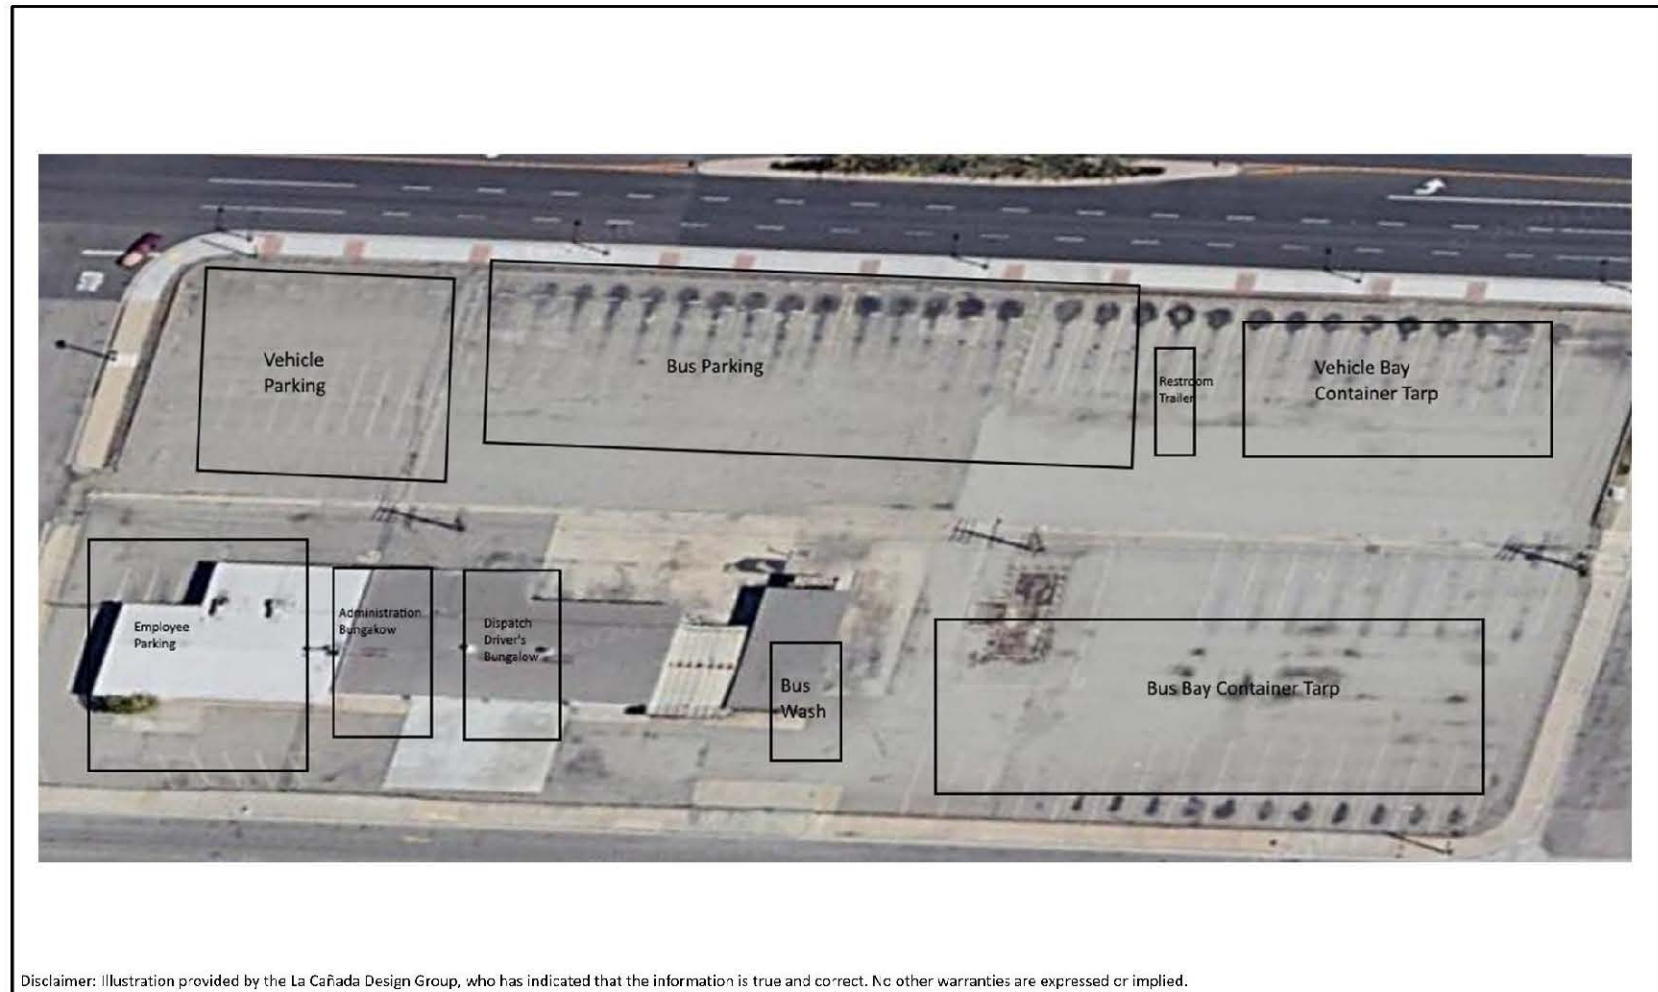 Vehicle
Parking
Bus Parking
Restroom
Trailer
Vehicle Bay
Container Tarp
Employee
Parking
Administration
Bungakow
Dispatch
Driver's
Bungalow
Bus
Wash
Bus Bay Container Tarp
Disclaimer: Illustration provided by the La Cañada Design Group, who has indicated that the information is true and correct. No other warranties are expressed or implied.